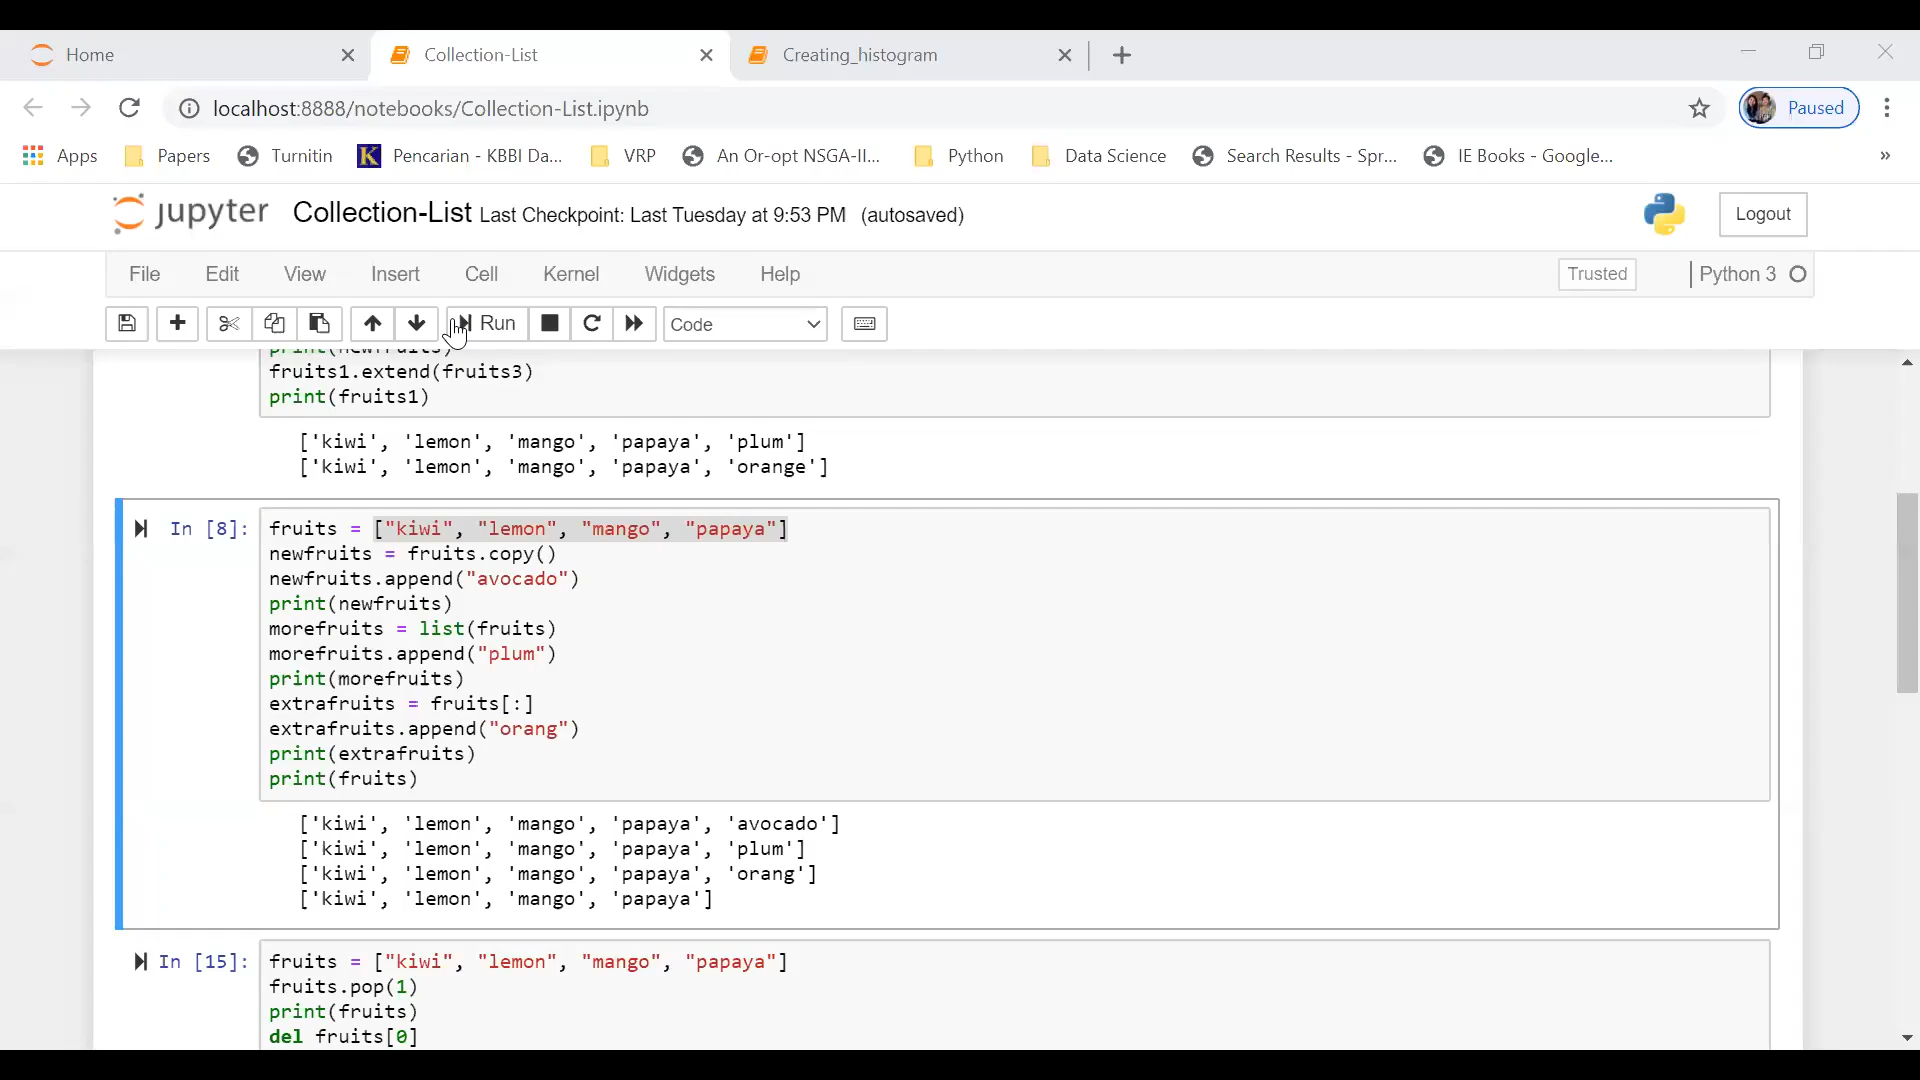 Home
Collection-List
Creating_histogram
localhost:8888/notebooks/Collection-List.ipynb
Paused
Apps
Papers
Turnitin
K
Pencarian - KBBI Da...
VRP
An Or-opt NSGA-II...
Python
Data Science
Search Results - Spr...
IE Books - Google...
»
jupyter
Collection-List Last Checkpoint: Last Tuesday at 9:53 PM (autosaved)
Logout
File Edit View Insert Cell Kernel Widgets Help
Trusted
Python 3
Run
Code
print(newfruits)
fruits1.extend(fruits3)
print(fruits1)
['kiwi', 'lemon', 'mango', 'papaya', 'plum']
['kiwi', 'lemon', 'mango', 'papaya', 'orange']
In [8]: fruits = ["kiwi", "lemon", "mango", "papaya"]
newfruits = fruits.copy()
newfruits.append("avocado")
print(newfruits)
morefruits = list(fruits)
morefruits.append("plum")
print(morefruits)
extrafruits = fruits[:]
extrafruits.append("orang")
print(extrafruits)
print(fruits)
['kiwi', 'lemon', 'mango', 'papaya', 'avocado']
['kiwi', 'lemon', 'mango', 'papaya', 'plum']
['kiwi', 'lemon', 'mango', 'papaya', 'orang']
['kiwi', 'lemon', 'mango', 'papaya']
In [15]: fruits = ["kiwi", "lemon", "mango", "papaya"]
fruits.pop(1)
print(fruits)
del fruits[0]